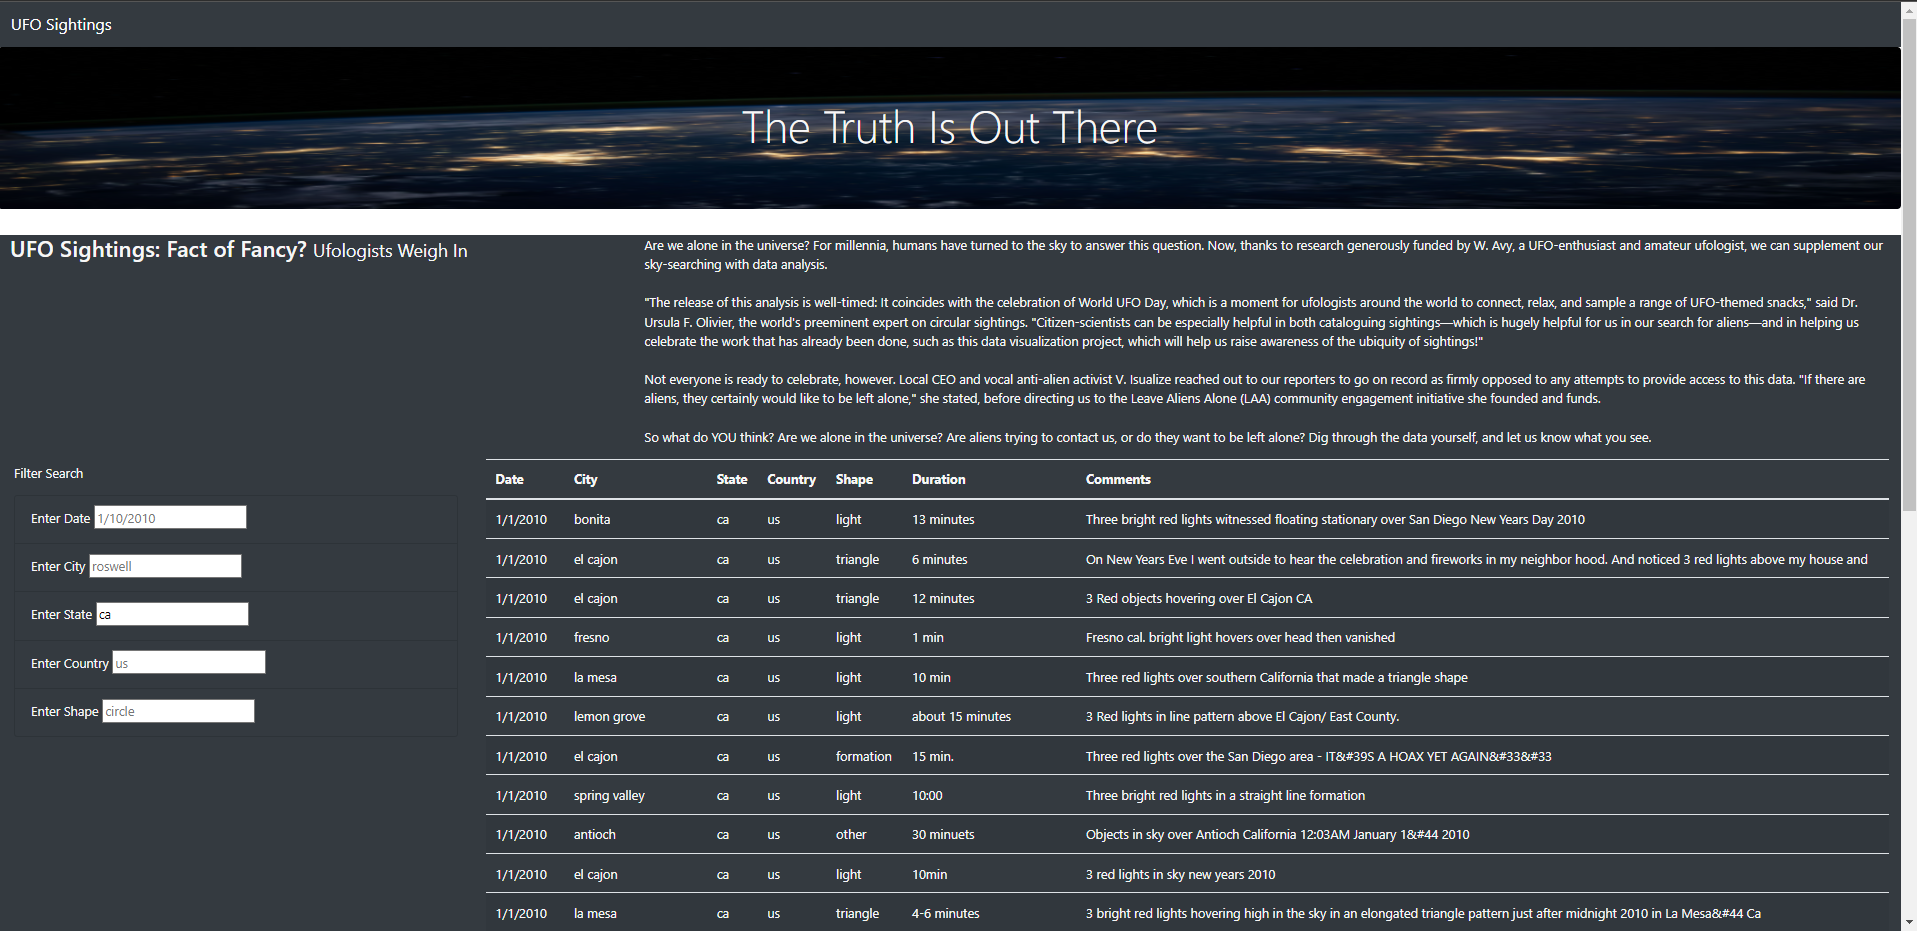 UFO Sightings
The Truth Is Out There
UFO Sightings: Fact of Fancy? Ufologists Weigh In
Are we alone in the universe? For millennia, humans have turned to the sky to answer this question. Now, thanks to research generously funded by W. Avy, a UFO-enthusiast and amateur ufologist, we can supplement our
sky-searching with data analysis.
"The release of this analysis is well-timed: It coincides with the celebration of World UFO Day, which is a moment for ufologists around the world to connect, relax, and sample a range of UFO-themed snacks," said Dr.
Ursula F. Olivier, the world's preeminent expert on circular sightings. "Citizen-scientists can be especially helpful in both cataloguing sightings—which is hugely helpful for us in our search for aliens—and in helping us
celebrate the work that has already been done, such as this data visualization project, which will help us raise awareness of the ubiquity of sightings!"
Not everyone is ready to celebrate, however. Local CEO and vocal anti-alien activist V. Isualize reached out to our reporters to go on record as firmly opposed to any attempts to provide access to this data. "If there are
aliens, they certainly would like to be left alone," she stated, before directing us to the Leave Aliens Alone (LAA) community engagement initiative she founded and funds.
So what do YOU think? Are we alone in the universe? Are aliens trying to contact us, or do they want to be left alone? Dig through the data yourself, and let us know what you see.
Filter Search
Enter Date 1/10/2010
Enter City roswell
Enter State ca
Enter Country us
Enter Shape circle
Date City State Country Shape Duration Comments
1/1/2010 bonita ca us light 13 minutes Three bright red lights witnessed floating stationary over San Diego New Years Day 2010
1/1/2010 el cajon ca us triangle 6 minutes On New Years Eve I went outside to hear the celebration and fireworks in my neighbor hood. And noticed 3 red lights above my house and
1/1/2010 el cajon ca us triangle 12 minutes 3 Red objects hovering over El Cajon CA
1/1/2010 fresno ca us light 1 min Fresno cal. bright light hovers over head then vanished
1/1/2010 la mesa ca us light 10 min Three red lights over southern California that made a triangle shape
1/1/2010 lemon grove ca us light about 15 minutes 3 Red lights in line pattern above El Cajon/ East County.
1/1/2010 el cajon ca us formation 15 min. Three red lights over the San Diego area - IT&#39S A HOAX YET AGAIN&#33&#33
1/1/2010 spring valley ca us light 10:00 Three bright red lights in a straight line formation
1/1/2010 antioch ca us other 30 minuets Objects in sky over Antioch California 12:03AM January 1&#44 2010
1/1/2010 el cajon ca us light 10min 3 red lights in sky new years 2010
1/1/2010 la mesa ca us triangle 4-6 minutes 3 bright red lights hovering high in the sky in an elongated triangle pattern just after midnight 2010 in La Mesa&#44 Ca